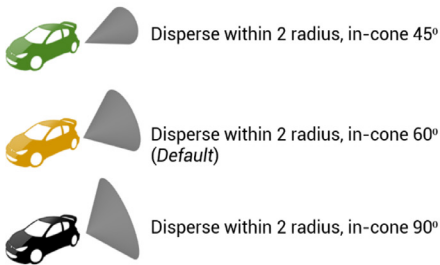 Disperse within 2 radius, in-cone 45º
Disperse within 2 radius, in-cone 60º
(Default)
Disperse within 2 radius, in-cone 90º